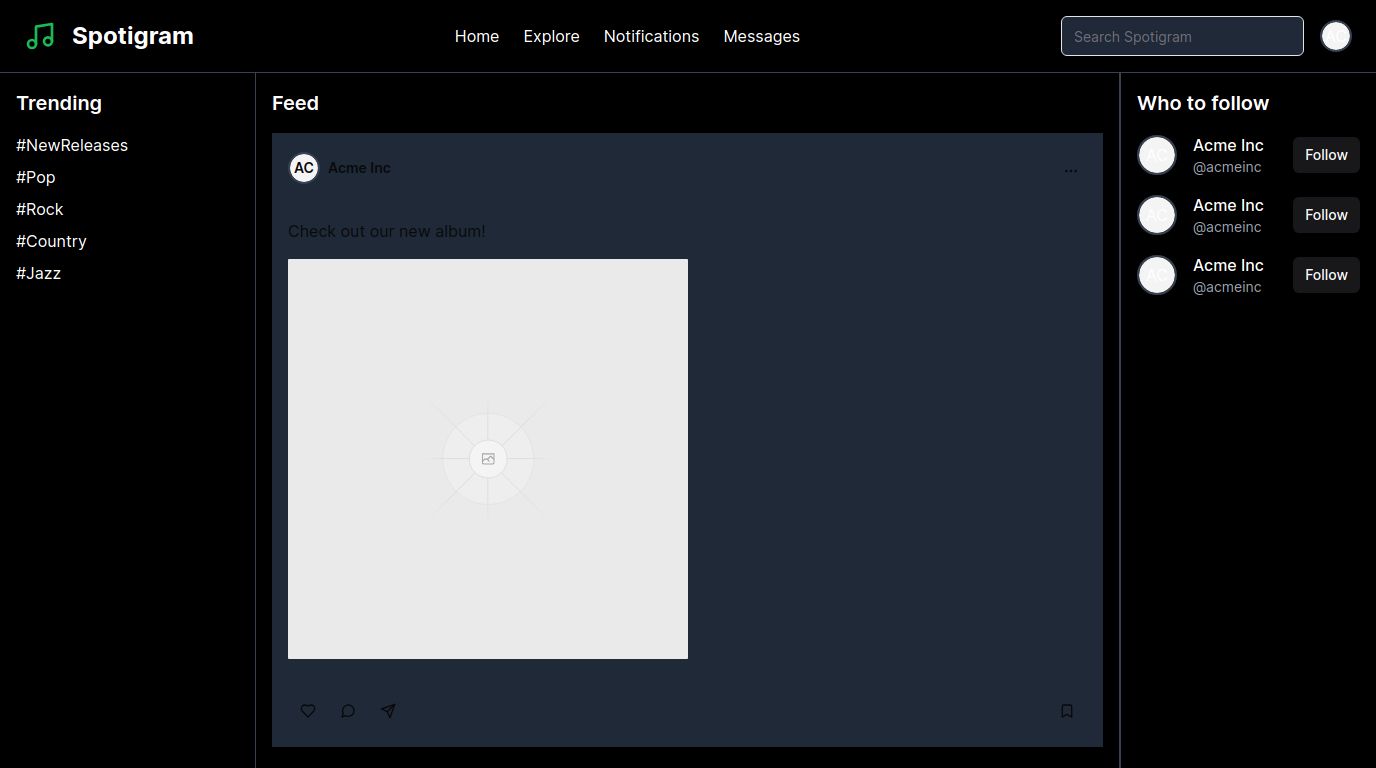 Spotigram
Home Explore Notifications Messages
Search Spotigram
AC
Trending
#NewReleases
#Pop
#Rock
#Country
#Jazz
Feed
AC Acme Inc ...
Check out our new album!
Who to follow
AC Acme Inc
@acmeinc
Follow
AC Acme Inc
@acmeinc
Follow
AC Acme Inc
@acmeinc
Follow